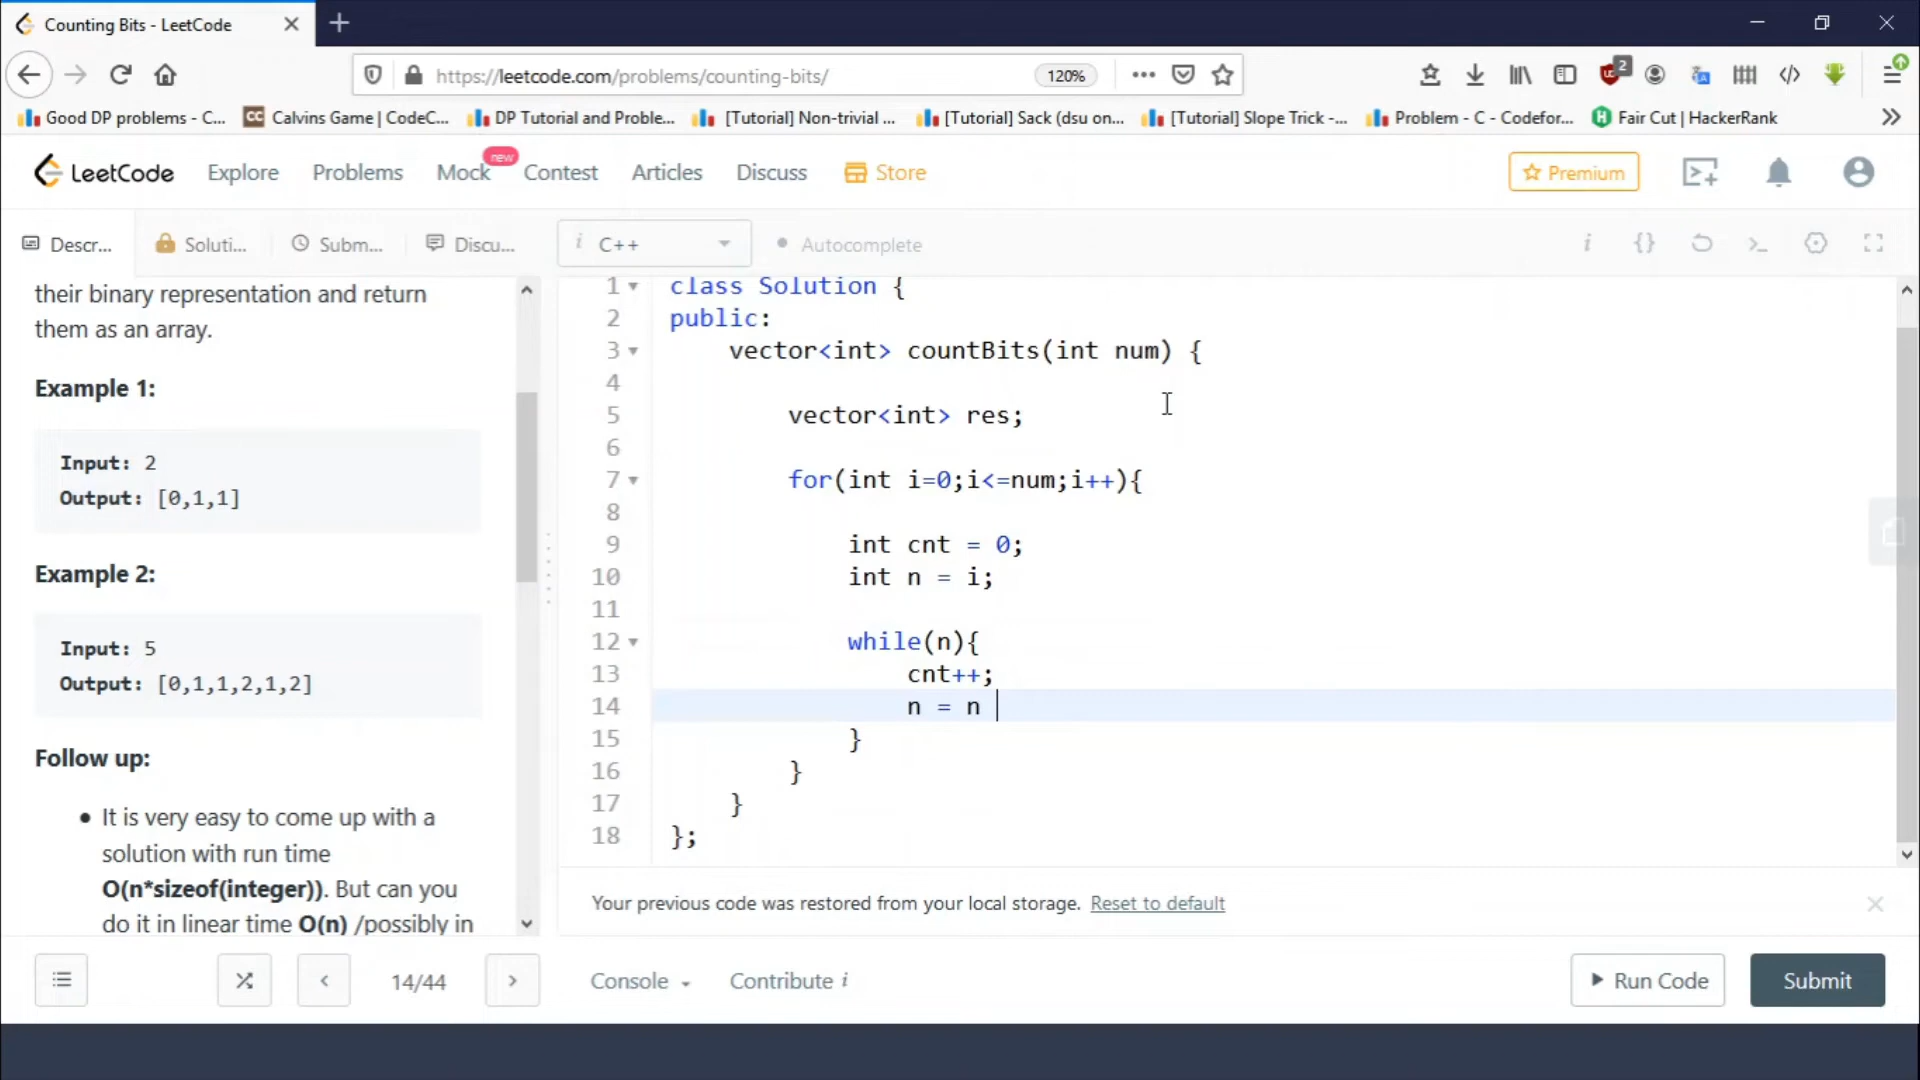 Counting Bits - LeetCode
https://leetcode.com/problems/counting-bits/
120%
2
Good DP problems - C...
CC
Calvins Game | CodeC...
DP Tutorial and Proble...
[Tutorial] Non-trivial ...
[Tutorial] Sack (dsu on...
[Tutorial] Slope Trick -...
Problem - C - Codefor...
Fair Cut | HackerRank
LeetCode
Explore
Problems
Mock
new
Contest
Articles
Discuss
Store
Premium
Descr...
Soluti...
Subm...
Discu...
i C++
Autocomplete
i {}
their binary representation and return
them as an array.
Example 1:
Input: 2
Output: [0,1,1]
Example 2:
Input: 5
Output: [0,1,1,2,1,2]
Follow up:
It is very easy to come up with a
solution with run time
O(n*sizeof(integer)). But can you
do it in linear time O(n) /possibly in
1 class Solution {
2 public:
3 vector<int> countBits(int num) {
4
5 vector<int> res;
6
7 for(int i=0;i<=num;i++){
8
9 int cnt = 0;
10 int n = i;
11
12 while(n){
13 cnt++;
14 n = n
15 }
16 }
17 }
18 };
Your previous code was restored from your local storage. Reset to default
14/44
Console
Contribute i
Run Code
Submit